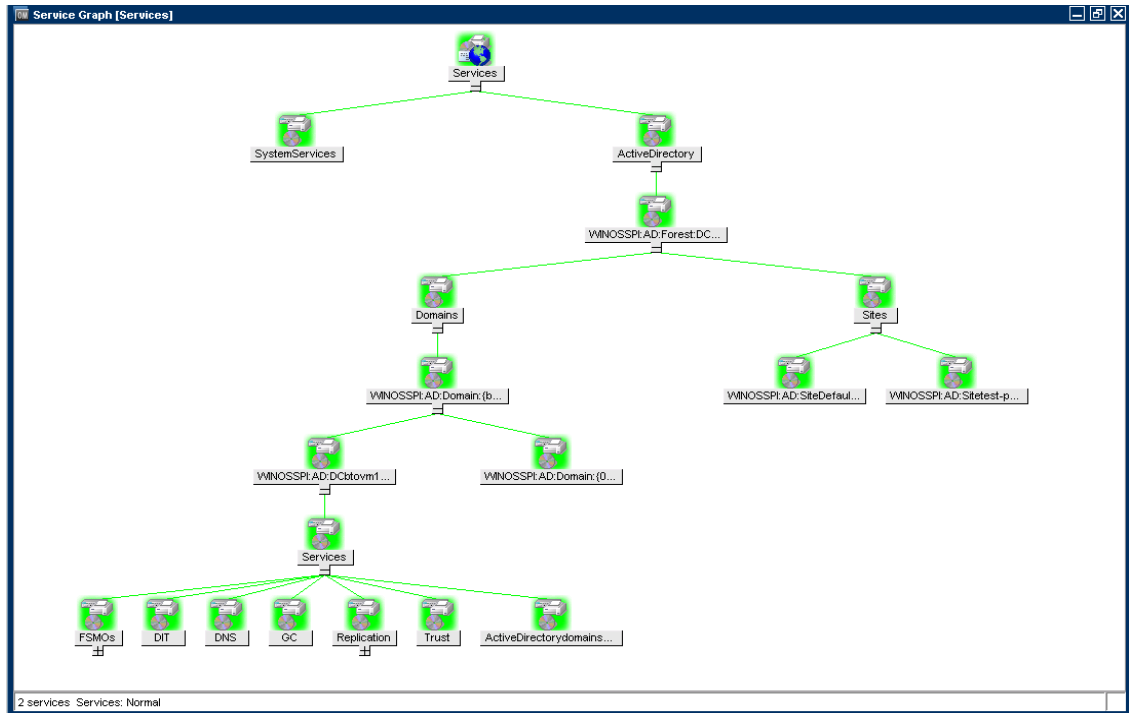 Service Graph [Services]
Services
SystemServices
ActiveDirectory
WINOSSPI:AD:Forest:DC...
Domains
Sites
WINOSSPI:AD:Domain:{b...
WINOSSPI:AD:SiteDefaul...
WINOSSPI:AD:Sitetest-p...
WINOSSPI:AD:DCbtovm1...
WINOSSPI:AD:Domain:{0...
Services
FSMOs
DIT
DNS
GC
Replication
Trust
ActiveDirectorydomains...
2 services Services: Normal